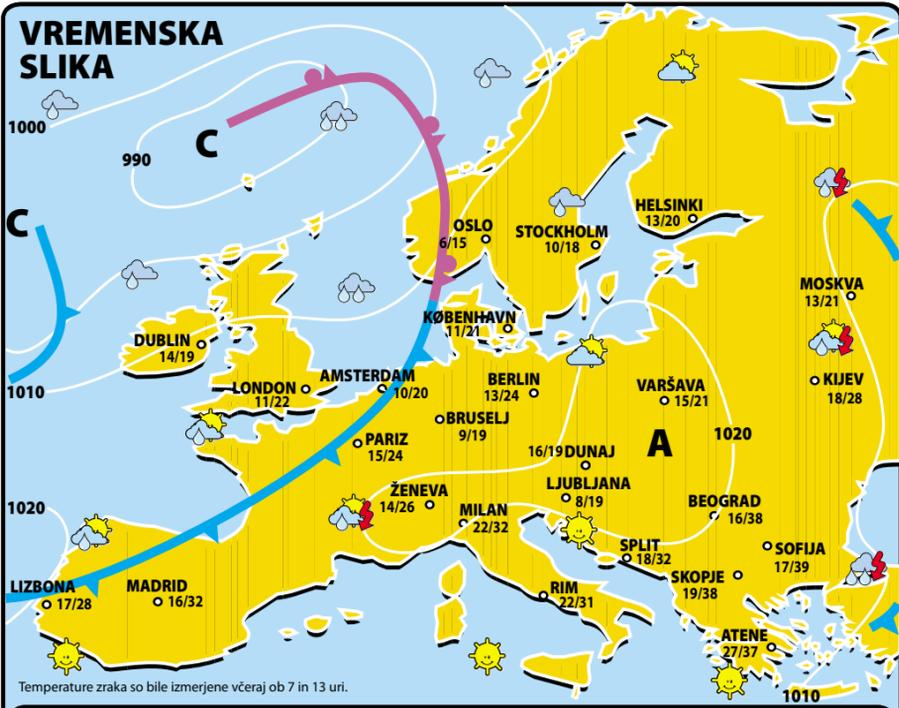 VREMENSKA
SLIKA
1000
990
C
C
HELSINKI
13/20
OSLO
6/15
STOCKHOLM
10/18
MOSKVA
13/21
KØBENHAVN
11/21
DUBLIN
14/19
LONDON
11/22
AMSTERDAM
10/20
BERLIN
13/24
VARŠAVA
15/21
KIJEV
18/28
1010
BRUSELJ
9/19
PARIZ
15/24
A
1020
16/19 DUNAJ
LJUBLJANA
8/19
ŽENEVA
14/26
MILAN
22/32
BEOGRAD
16/38
1020
SPLIT
18/32
SOFIJA
17/39
SKOPJE
19/38
LIZBONA
17/28
MADRID
16/32
RIM
22/31
ATENE
27/37
Temperature zraka so bile izmerjene včeraj ob 7 in 13 uri.
1010